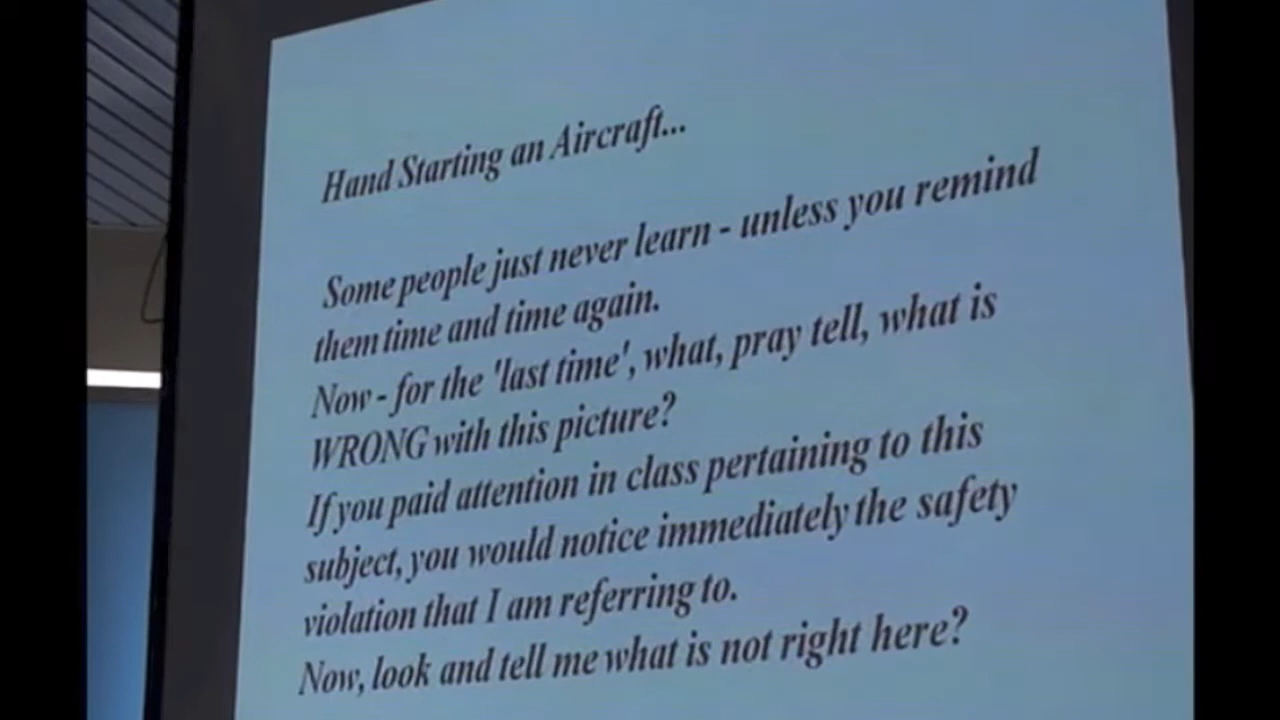 Hand Starting an Aircraft...
Some people just never learn - unless you remind
them time and time again.
Now - for the 'last time', what, pray tell, what is
WRONG with this picture?
If you paid attention in class pertaining to this
subject, you would notice immediately the safety
violation that I am referring to.
Now, look and tell me what is not right here?